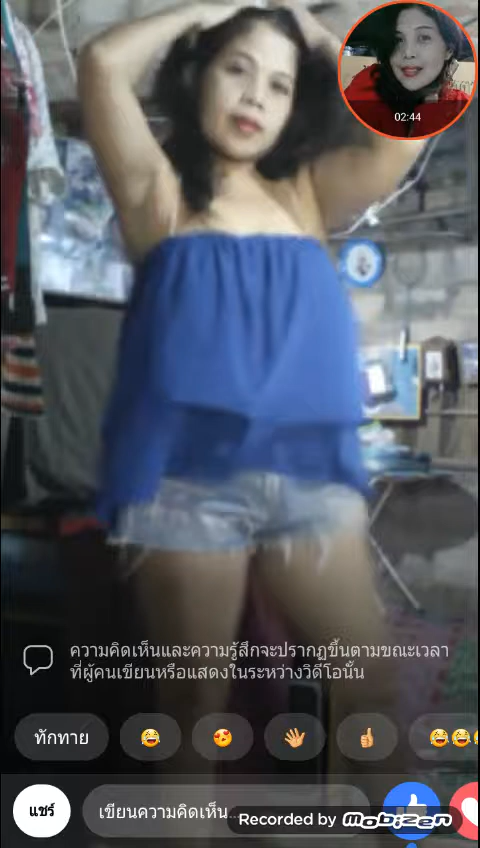 02:44
ความคิดเห็นและความรู้สึกจะปรากฏขึ้นตามขณะเวลา
ที่ผู้คนเขียนหรือแสดงในระหว่างวิดีโอนั้น
ทักทาย
แชร์
เขียนความคิดเห็น...
Recorded by mobizen